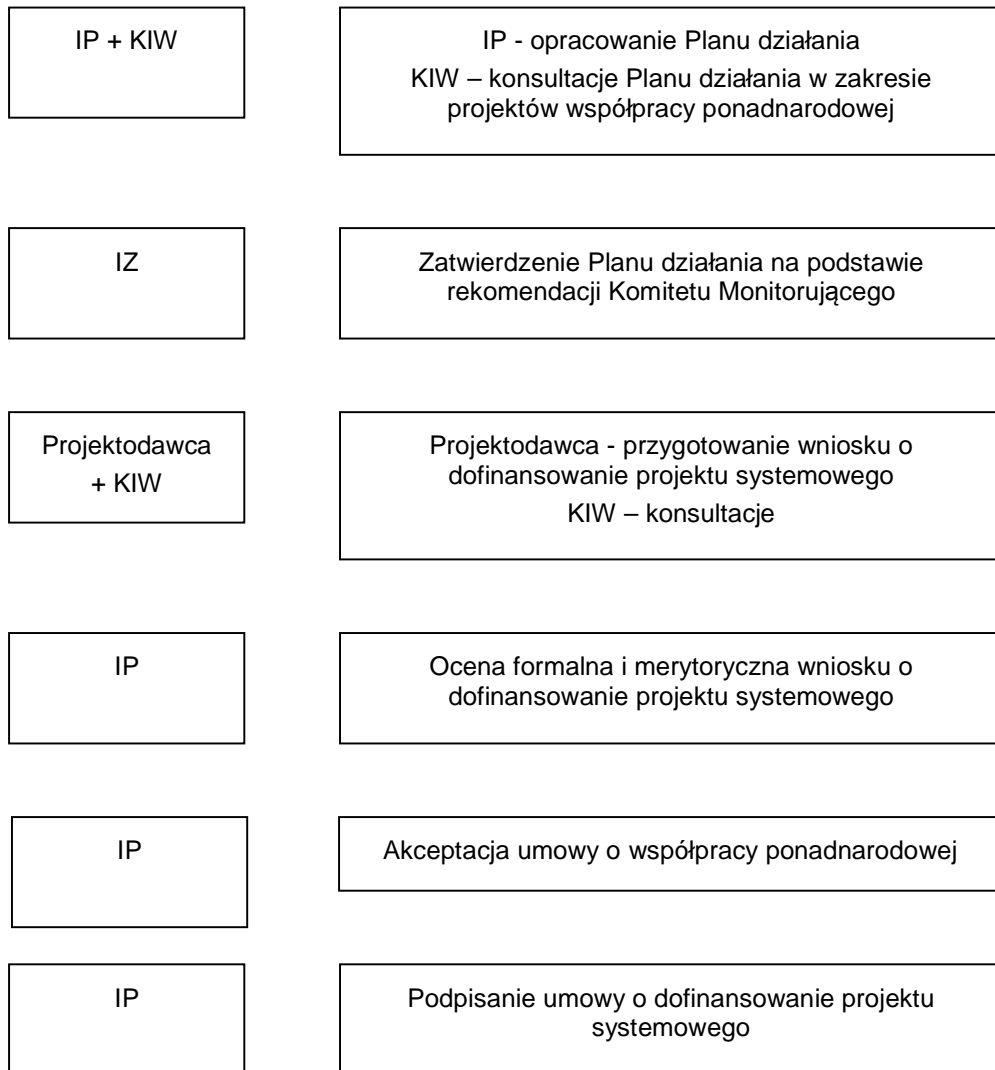 IP + KIW
IP - opracowanie Planu działania
KIW – konsultacje Planu działania w zakresie
projektów współpracy ponadnarodowej
IZ
Zatwierdzenie Planu działania na podstawie
rekomendacji Komitetu Monitorującego
Projektodawca
+ KIW
Projektodawca - przygotowanie wniosku o
dofinansowanie projektu systemowego
KIW – konsultacje
IP
Ocena formalna i merytoryczna wniosku o
dofinansowanie projektu systemowego
IP
Akceptacja umowy o współpracy ponadnarodowej
IP
Podpisanie umowy o dofinansowanie projektu
systemowego